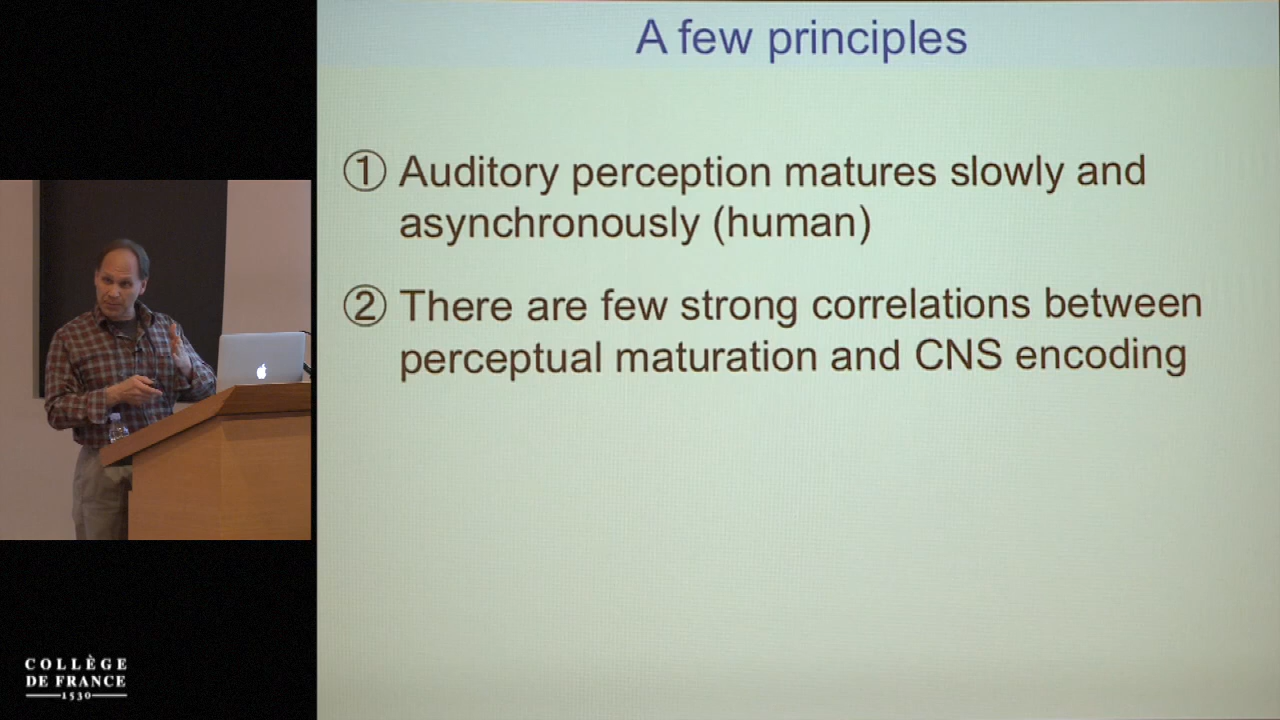 A few principles
① Auditory perception matures slowly and
asynchronously (human)
② There are few strong correlations between
perceptual maturation and CNS encoding
COLLÈGE
DE FRANCE
1530